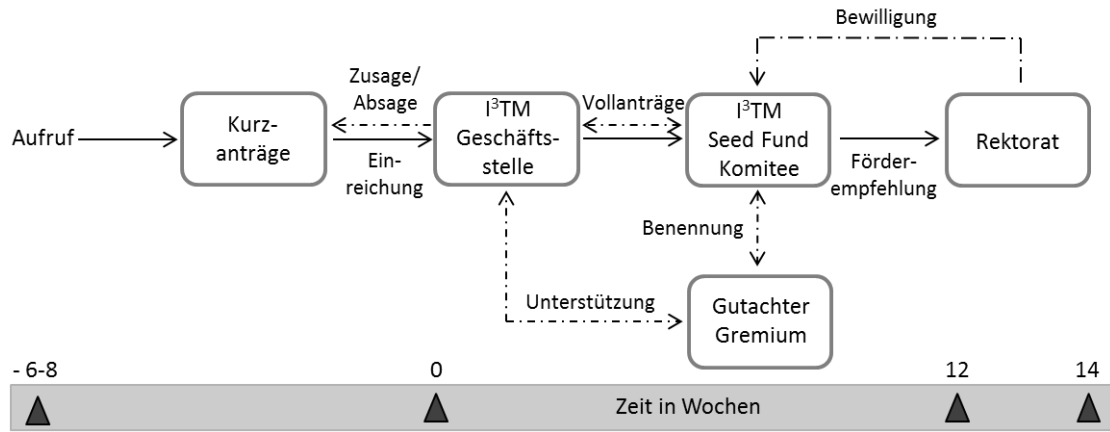 Bewilligung
Zusage/
Absage
Aufruf
Kurz-
anträge
Ein-
reichung
I³TM
Geschäfts-
stelle
Vollanträge
I³TM
Seed Fund
Komitee
Förder-
empfehlung
Rektorat
Benennung
Unterstützung
Gutachter
Gremium
- 6-8
0
12
14
Zeit in Wochen